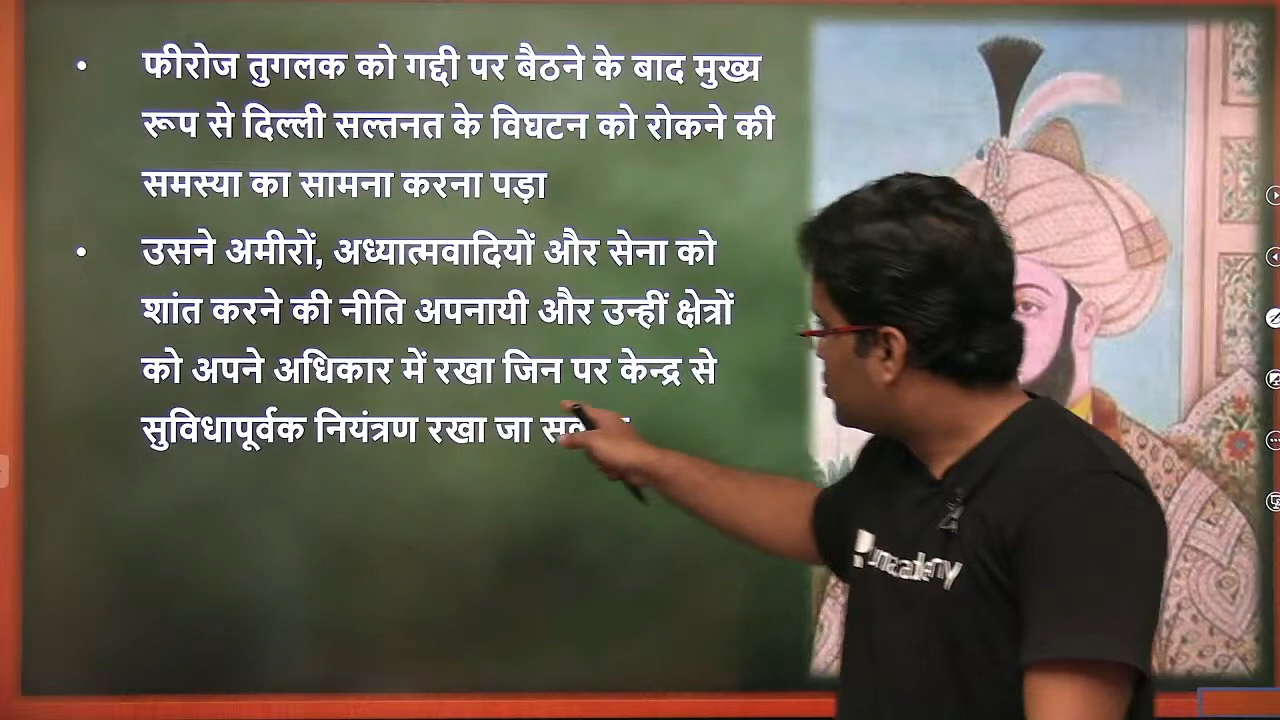 • फीरोज तुगलक को गद्दी पर बैठने के बाद मुख्य
रूप से दिल्ली सल्तनत के विघटन को रोकने की
समस्या का सामना करना पड़ा
• उसने अमीरों, अध्यात्मवादियों और सेना को
शांत करने की नीति अपनायी और उन्हीं क्षेत्रों
को अपने अधिकार में रखा जिन पर केन्द्र से
सुविधापूर्वक नियंत्रण रखा जा
unacademy